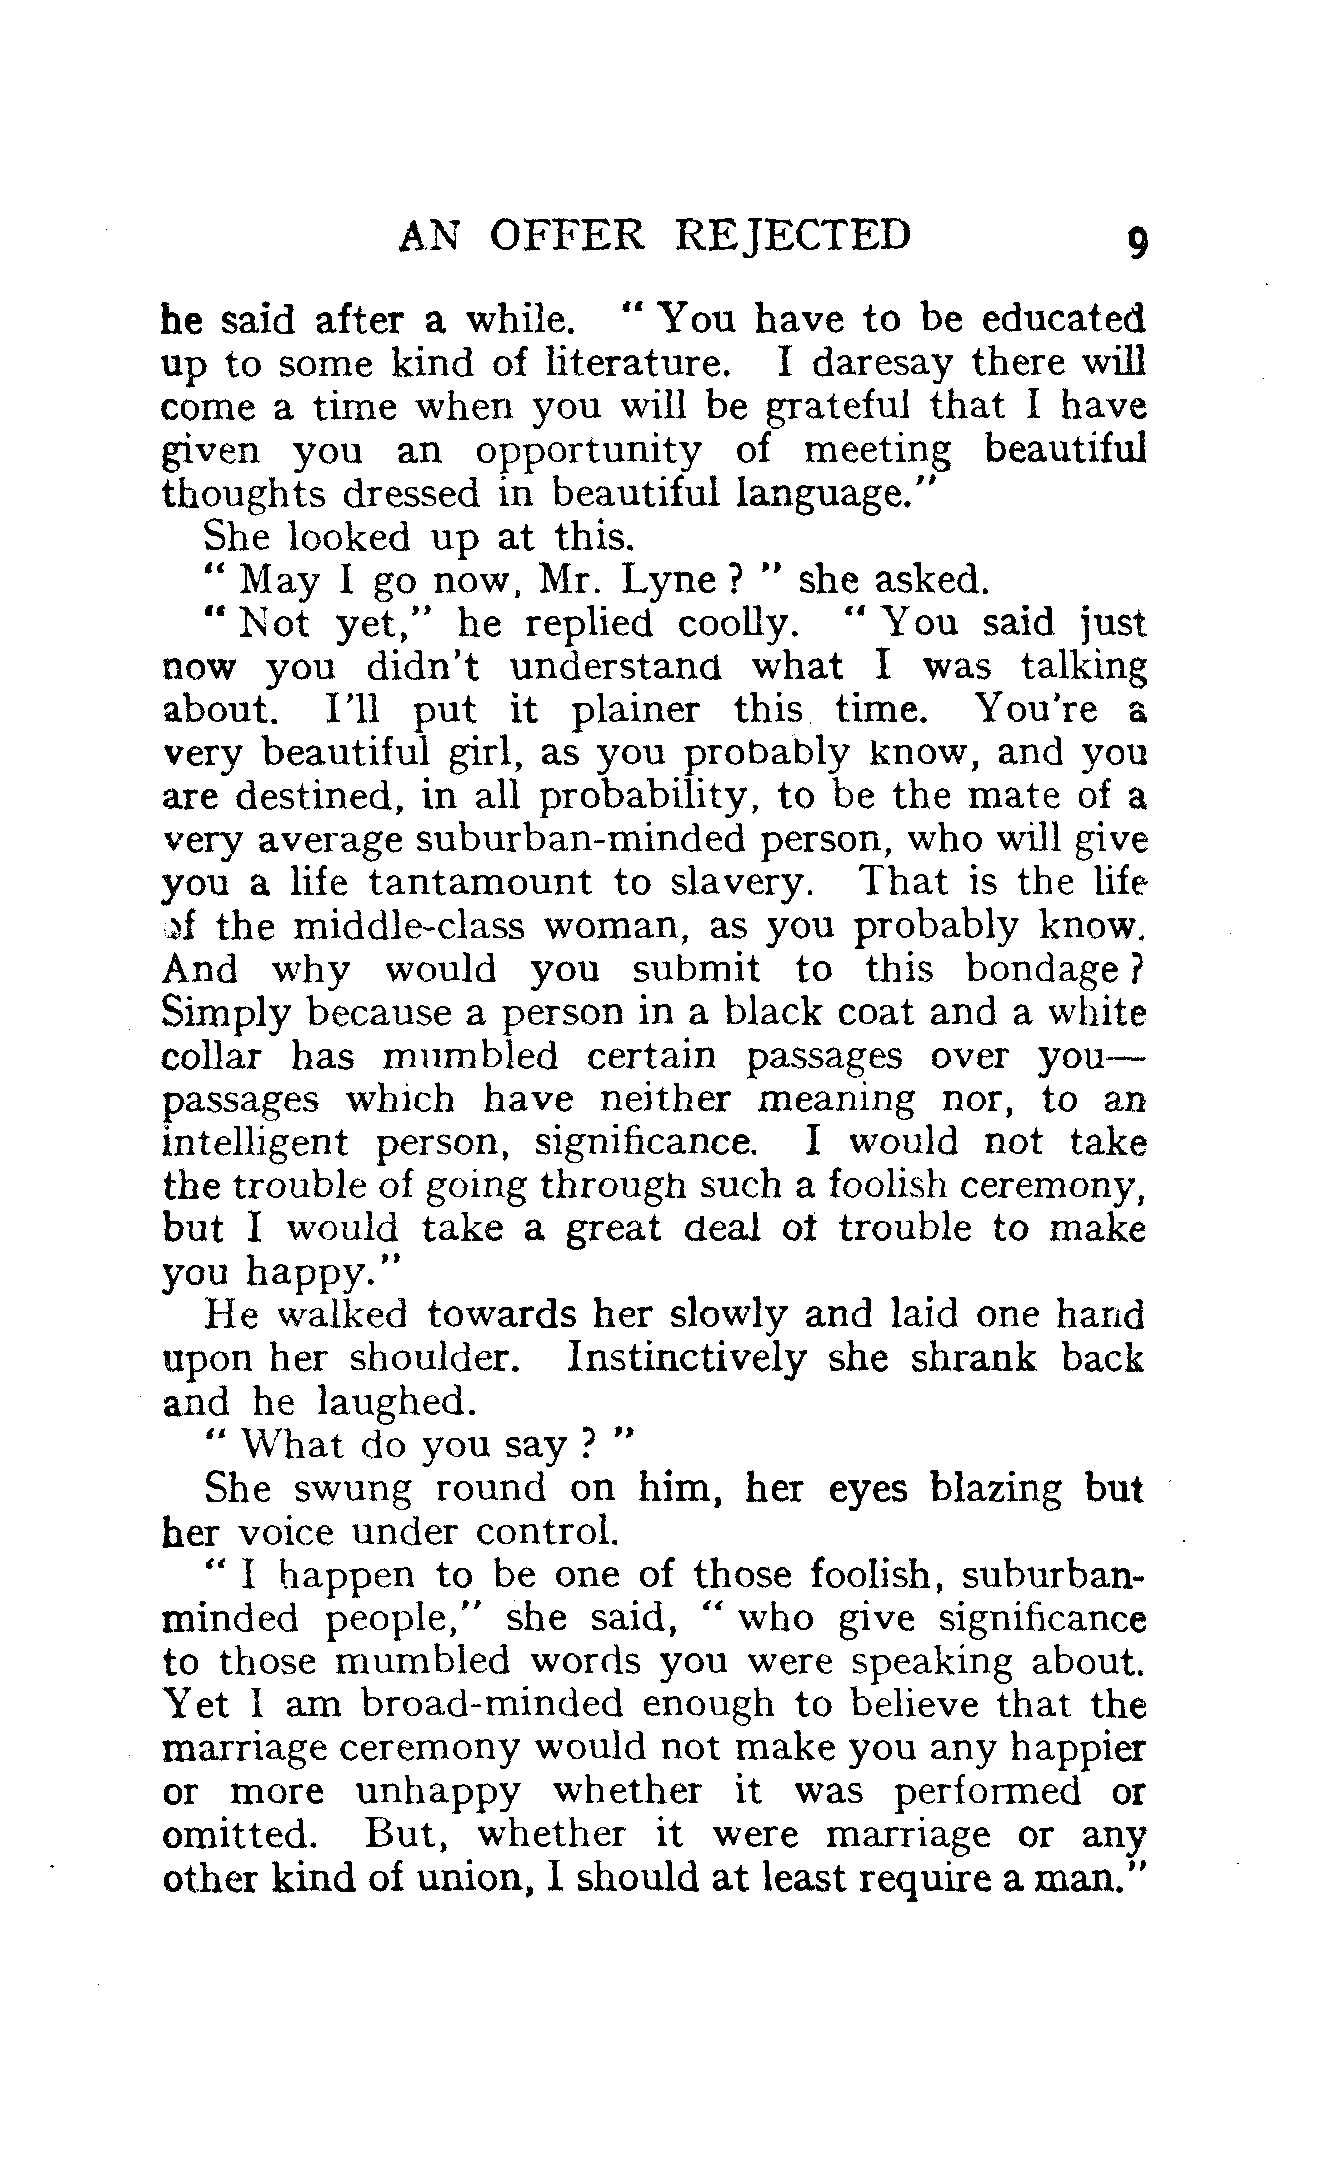 AN OFFER REJECTED 9
he said after a while. " You have to be educated
up to some kind of literature. I daresay there will
come a time when you will be grateful that I have
given you an opportunity of meeting beautiful
thoughts dressed in beautiful language."
She looked up at this.
" May I go now, Mr. Lyne ? " she asked.
" Not yet," he replied coolly. " You said just
now you didn't understand what I was talking
about. I'll put it plainer this time. You're a
very beautiful girl, as you probably know, and you
are destined, in all probability, to be the mate of a
very average suburban-minded person, who will give
you a life tantamount to slavery. That is the life
of the middle-class woman, as you probably know.
And why would you submit to this bondage ?
Simply because a person in a black coat and a white
collar has mumbled certain passages over you—
passages which have neither meaning nor, to an
intelligent person, significance. I would not take
the trouble of going through such a foolish ceremony,
but I would take a great deal of trouble to make
you happy."
He walked towards her slowly and laid one hand
upon her shoulder. Instinctively she shrank back
and he laughed.
" What do you say ? "
She swung round on him, her eyes blazing but
her voice under control.
" I happen to be one of those foolish, suburban-
minded people," she said, " who give significance
to those mumbled words you were speaking about.
Yet I am broad-minded enough to believe that the
marriage ceremony would not make you any happier
or more unhappy whether it was performed or
omitted. But, whether it were marriage or any
other kind of union, I should at least require a man."